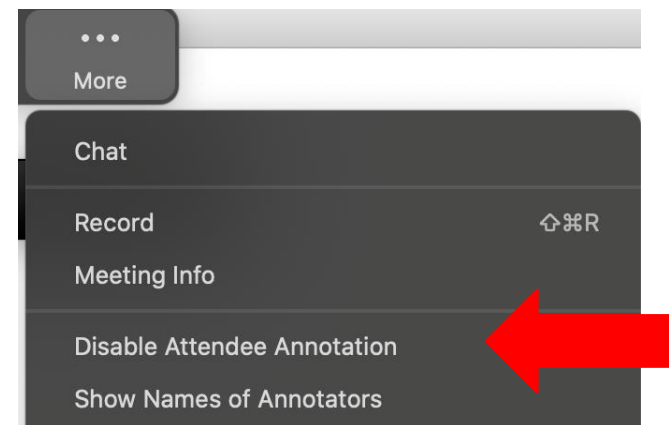 •••
More
Chat
Record ⇧⌘R
Meeting Info
Disable Attendee Annotation
Show Names of Annotators